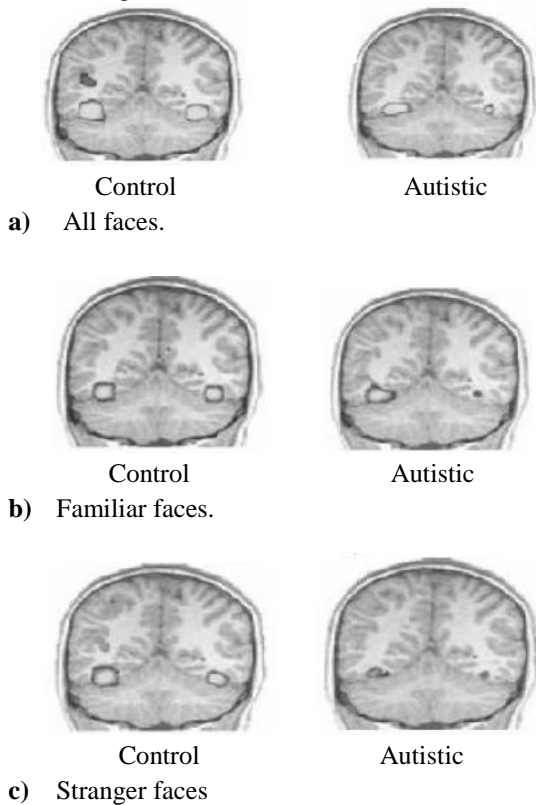 Control Autistic
a) All faces.
Control Autistic
b) Familiar faces.
Control Autistic
c) Stranger faces